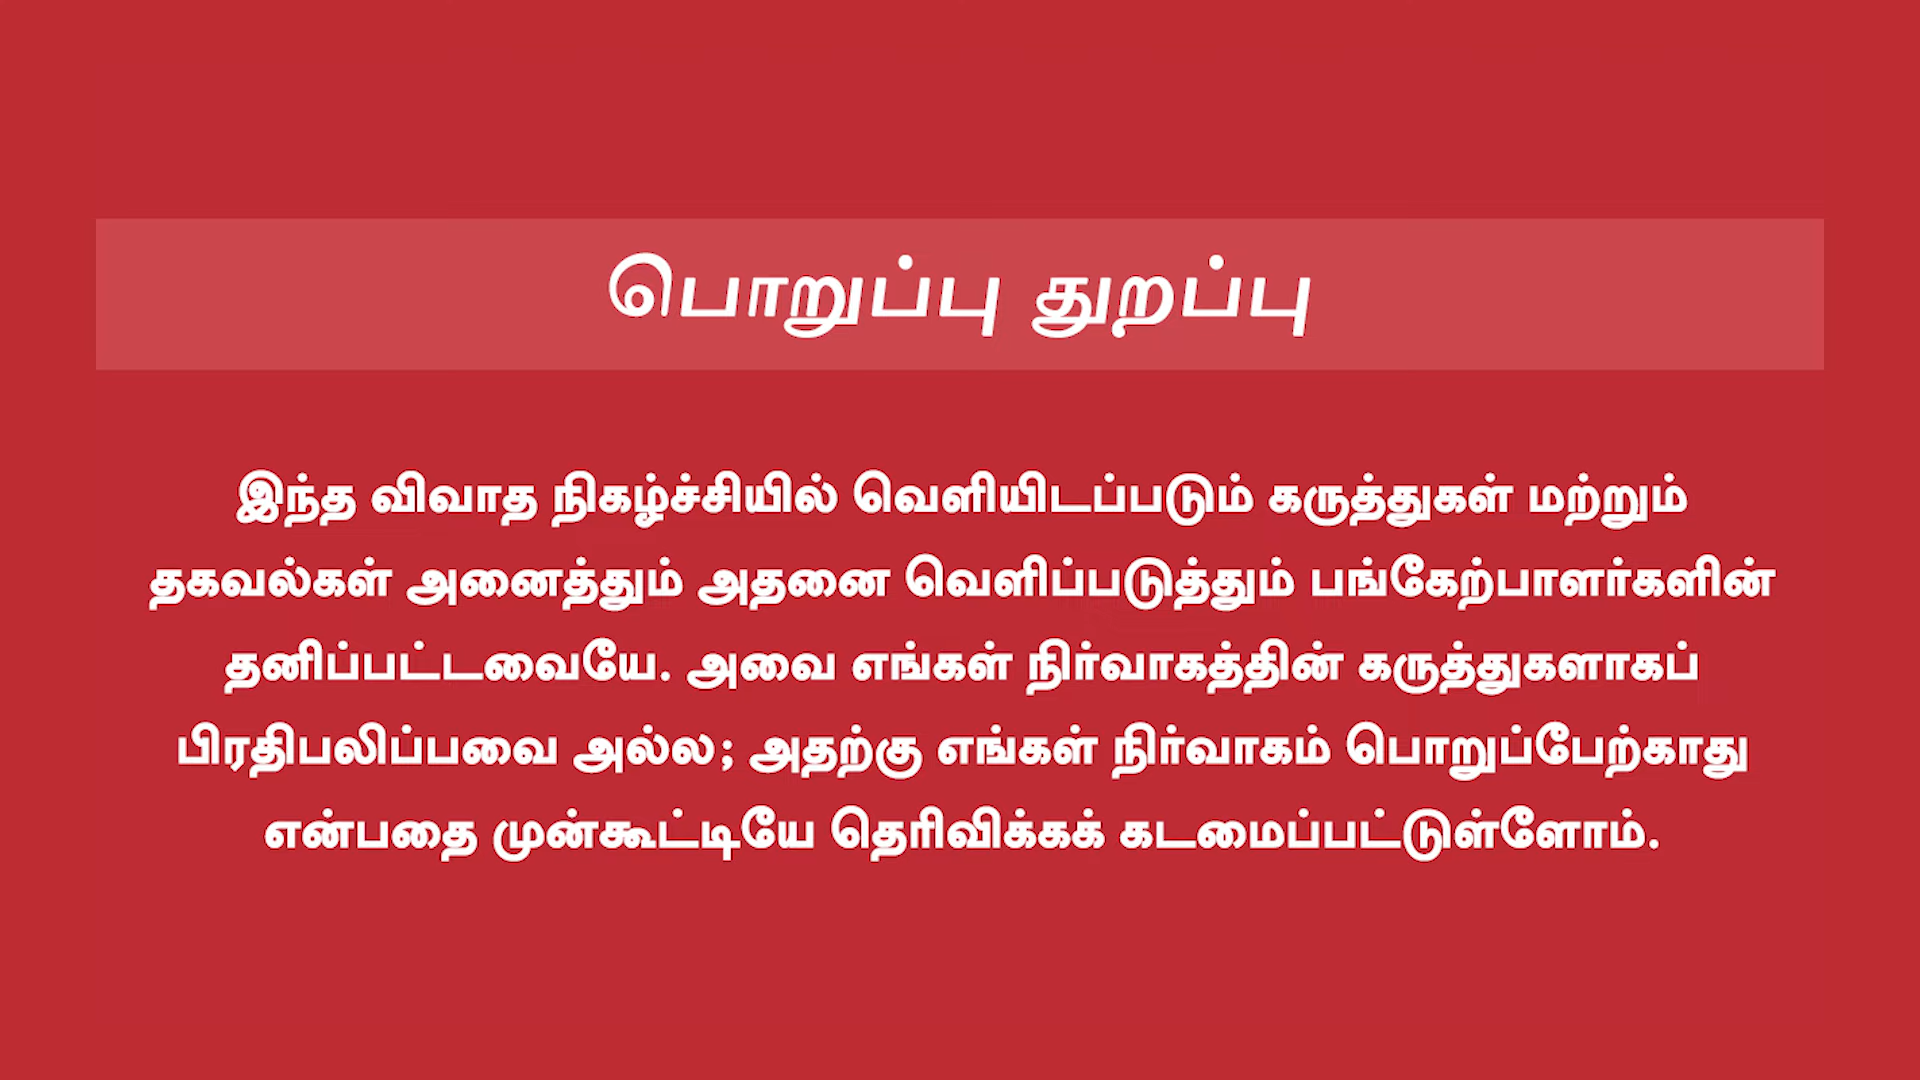 பொறுப்பு துறப்பு
இந்த விவாத நிகழ்ச்சியில் வெளியிடப்படும் கருத்துகள் மற்றும்
தகவல்கள் அனைத்தும் அதனை வெளிப்படுத்தும் பங்கேற்பாளர்களின்
தனிப்பட்டவையே. அவை எங்கள் நிர்வாகத்தின் கருத்துகளாகப்
பிரதிபலிப்பவை அல்ல; அதற்கு எங்கள் நிர்வாகம் பொறுப்பேற்காது
என்பதை முன்கூட்டியே தெரிவிக்கக் கடமைப்பட்டுள்ளோம்.